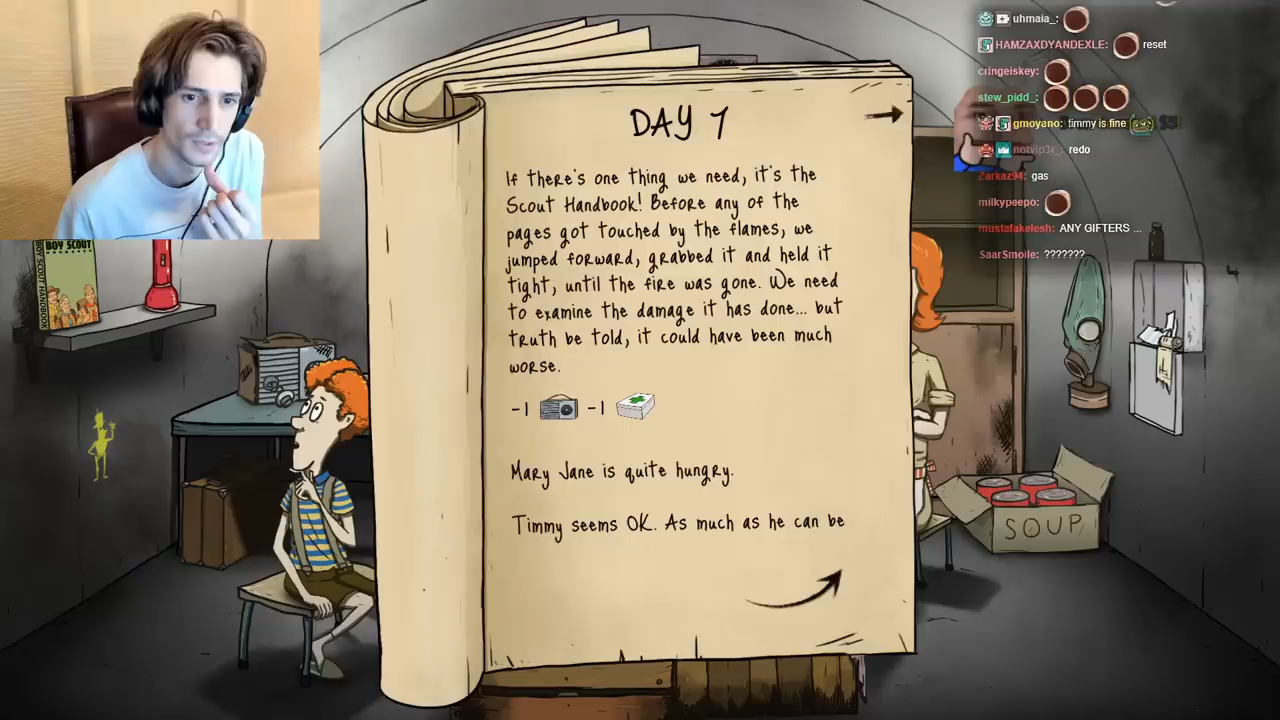 DAY 7
If there's one thing we need, it's the
Scout Handbook! Before any of the
pages got touched by the flames, we
jumped forward, grabbed it and held it
tight, until the fire was gone. We need
to examine the damage it has done... but
truth be told, it could have been much
worse.
-1 -1
Mary Jane is quite hungry.
Timmy seems OK. As much as he can be
BOY SCOUT
BOY SCOUT HANDBOOK
SOUP
uhmaia_:
HAMZAXDYANDEXLE: reset
cringeiskey:
stew_pidd_:
gmoyano: timmy is fine
notvip3r_: redo
Zarkaz94: gas
milkypeepo:
mustafakelesh: ANY GIFTERS ...
SaarSmoile: ???????